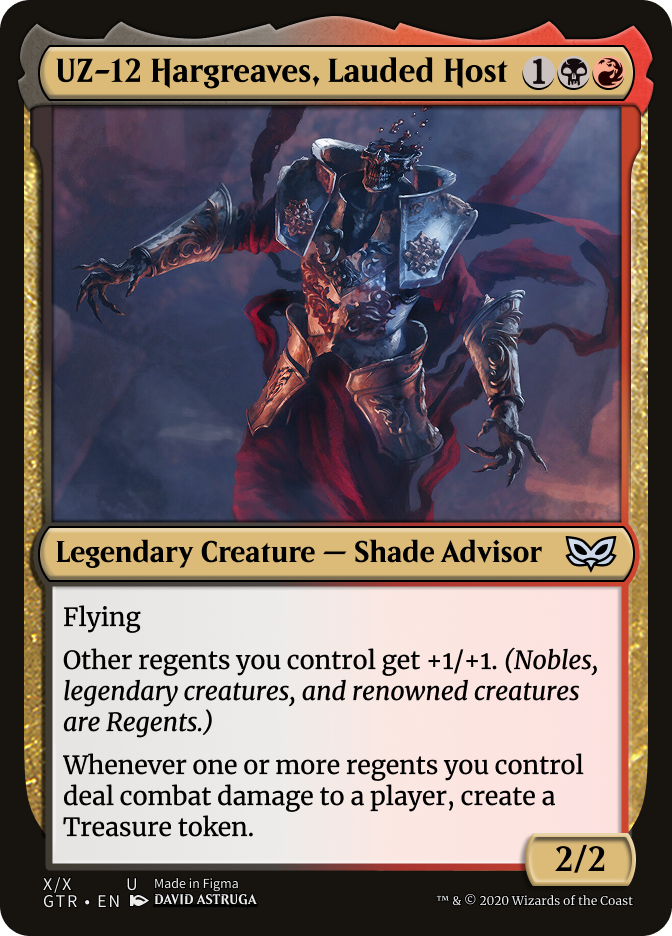 UZ-12 Hargreaves, Lauded Host 1
Legendary Creature — Shade Advisor
Flying
Other regents you control get +1/+1. (Nobles,
legendary creatures, and renowned creatures
are Regents.)
Whenever one or more regents you control
deal combat damage to a player, create a
Treasure token.
2/2
X/X U Made in Figma
GTR • EN DAVID ASTRUGA
™ & © 2020 Wizards of the Coast